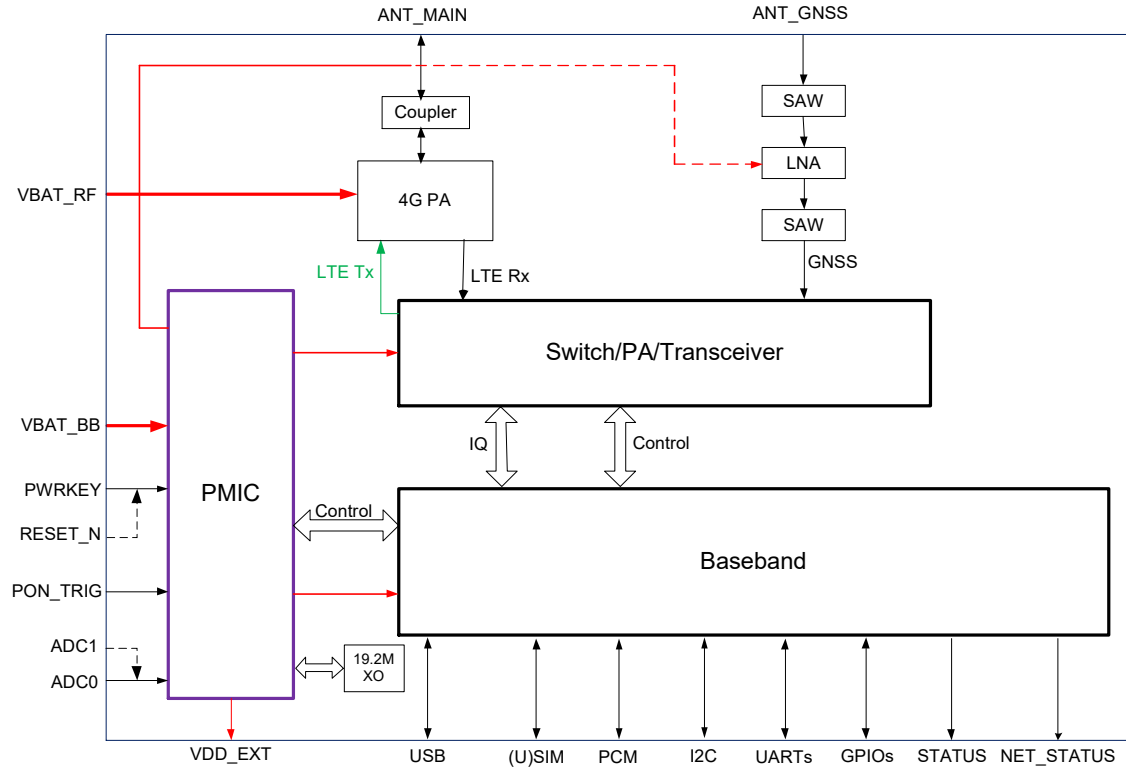 ANT_MAIN
ANT_GNSS
Coupler
SAW
LNA
VBAT_RF
4G PA
SAW
LTE Tx
LTE Rx
GNSS
Switch/PA/Transceiver
VBAT_BB
IQ
Control
PWRKEY
PMIC
Control
RESET_N
Baseband
PON_TRIG
ADC1
19.2M
XO
ADC0
VDD_EXT
USB
(U)SIM
PCM
I2C
UARTs
GPIOs
STATUS
NET_STATUS